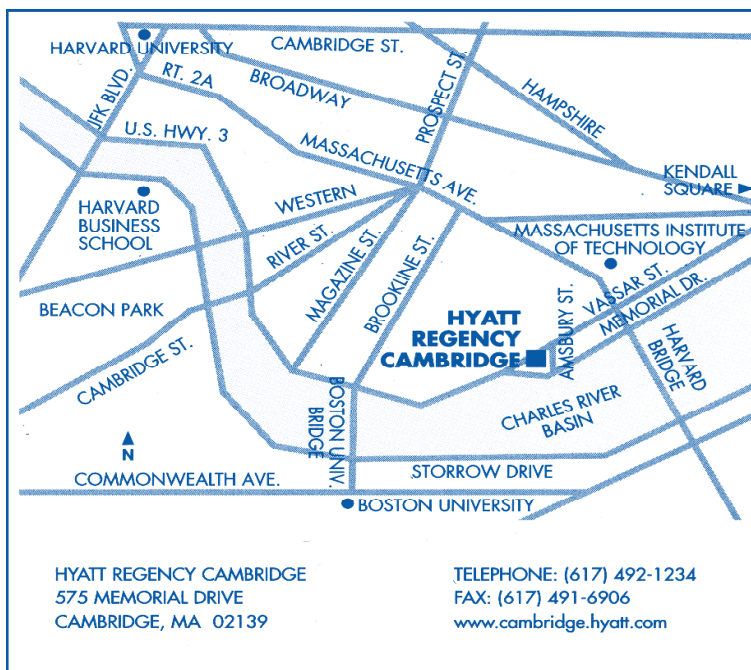 HARVARD UNIVERSITY
CAMBRIDGE ST.
PROSPECT ST.
RT. 2A
BROADWAY
HAMPSHIRE
JFK BLVD.
U.S. HWY. 3
MASSACHUSETTS AVE.
KENDALL
SQUARE
HARVARD
BUSINESS
SCHOOL
WESTERN
RIVER ST.
MAGAZINE ST.
BROOKLINE ST.
MASSACHUSETTS INSTITUTE
OF TECHNOLOGY
VASSAR ST.
MEMORIAL DR.
AMSBURY ST.
HYATT
REGENCY
CAMBRIDGE
HARVARD
BRIDGE
BEACON PARK
CAMBRIDGE ST.
BOSTON UNIV.
BRIDGE
CHARLES RIVER
BASIN
N
COMMONWEALTH AVE.
STORROW DRIVE
BOSTON UNIVERSITY
HYATT REGENCY CAMBRIDGE
575 MEMORIAL DRIVE
CAMBRIDGE, MA 02139
TELEPHONE: (617) 492-1234
FAX: (617) 491-6906
www.cambridge.hyatt.com